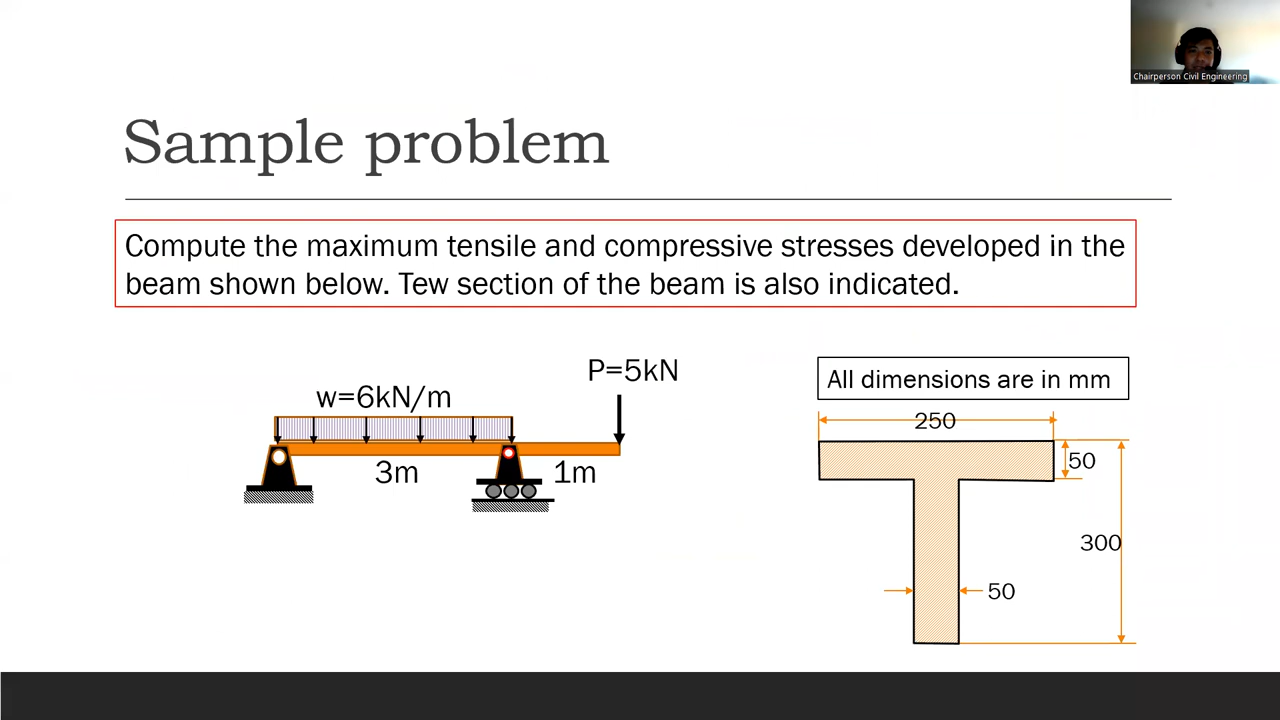 Chairperson Civil Engineering
Sample problem
Compute the maximum tensile and compressive stresses developed in the
beam shown below. Tew section of the beam is also indicated.
P=5kN
w=6kN/m
3m
1m
All dimensions are in mm
250
50
300
50